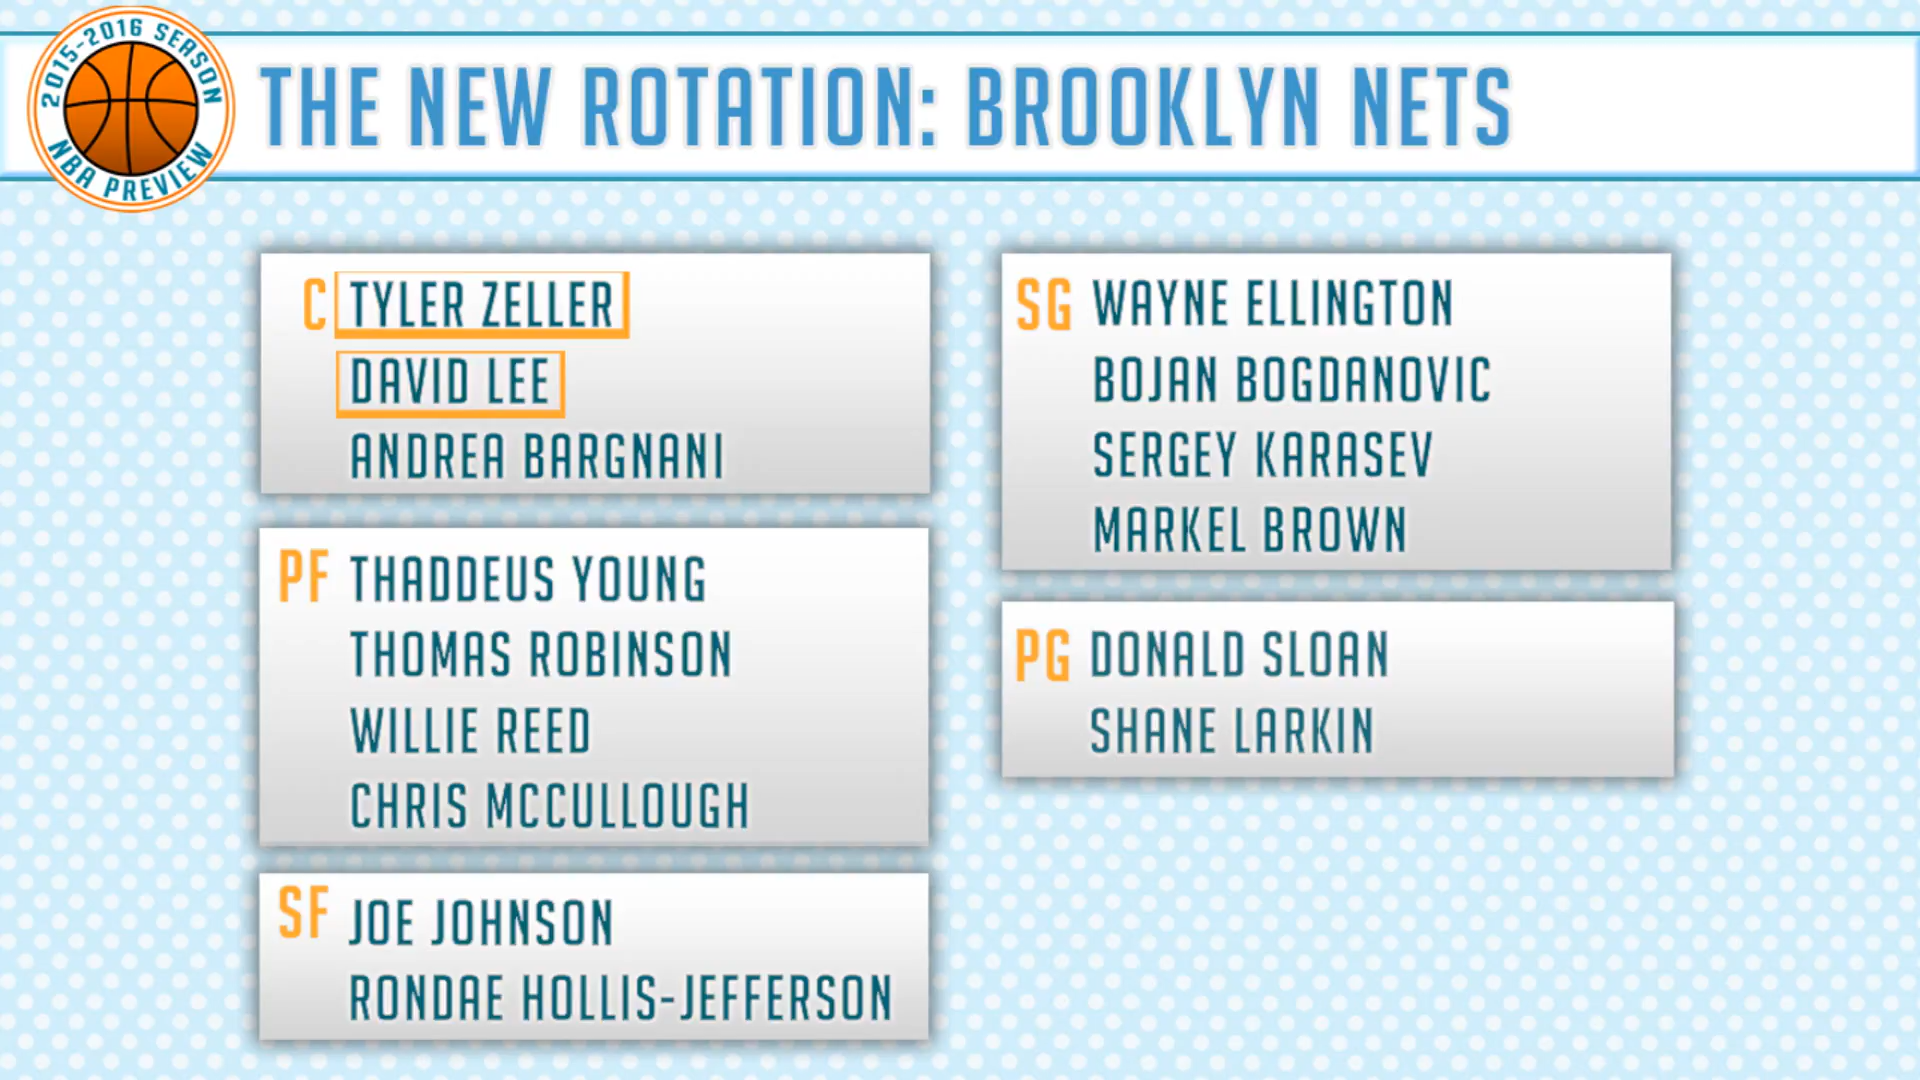 2015-2016 SEASON
NBA PREVIEW
THE NEW ROTATION: BROOKLYN NETS
C TYLER ZELLER
DAVID LEE
ANDREA BARGNANI
PF THADDEUS YOUNG
THOMAS ROBINSON
WILLIE REED
CHRIS MCCULLOUGH
SF JOE JOHNSON
RONDAE HOLLIS-JEFFERSON
SG WAYNE ELLINGTON
BOJAN BOGDANOVIC
SERGEY KARASEV
MARKEL BROWN
PG DONALD SLOAN
SHANE LARKIN